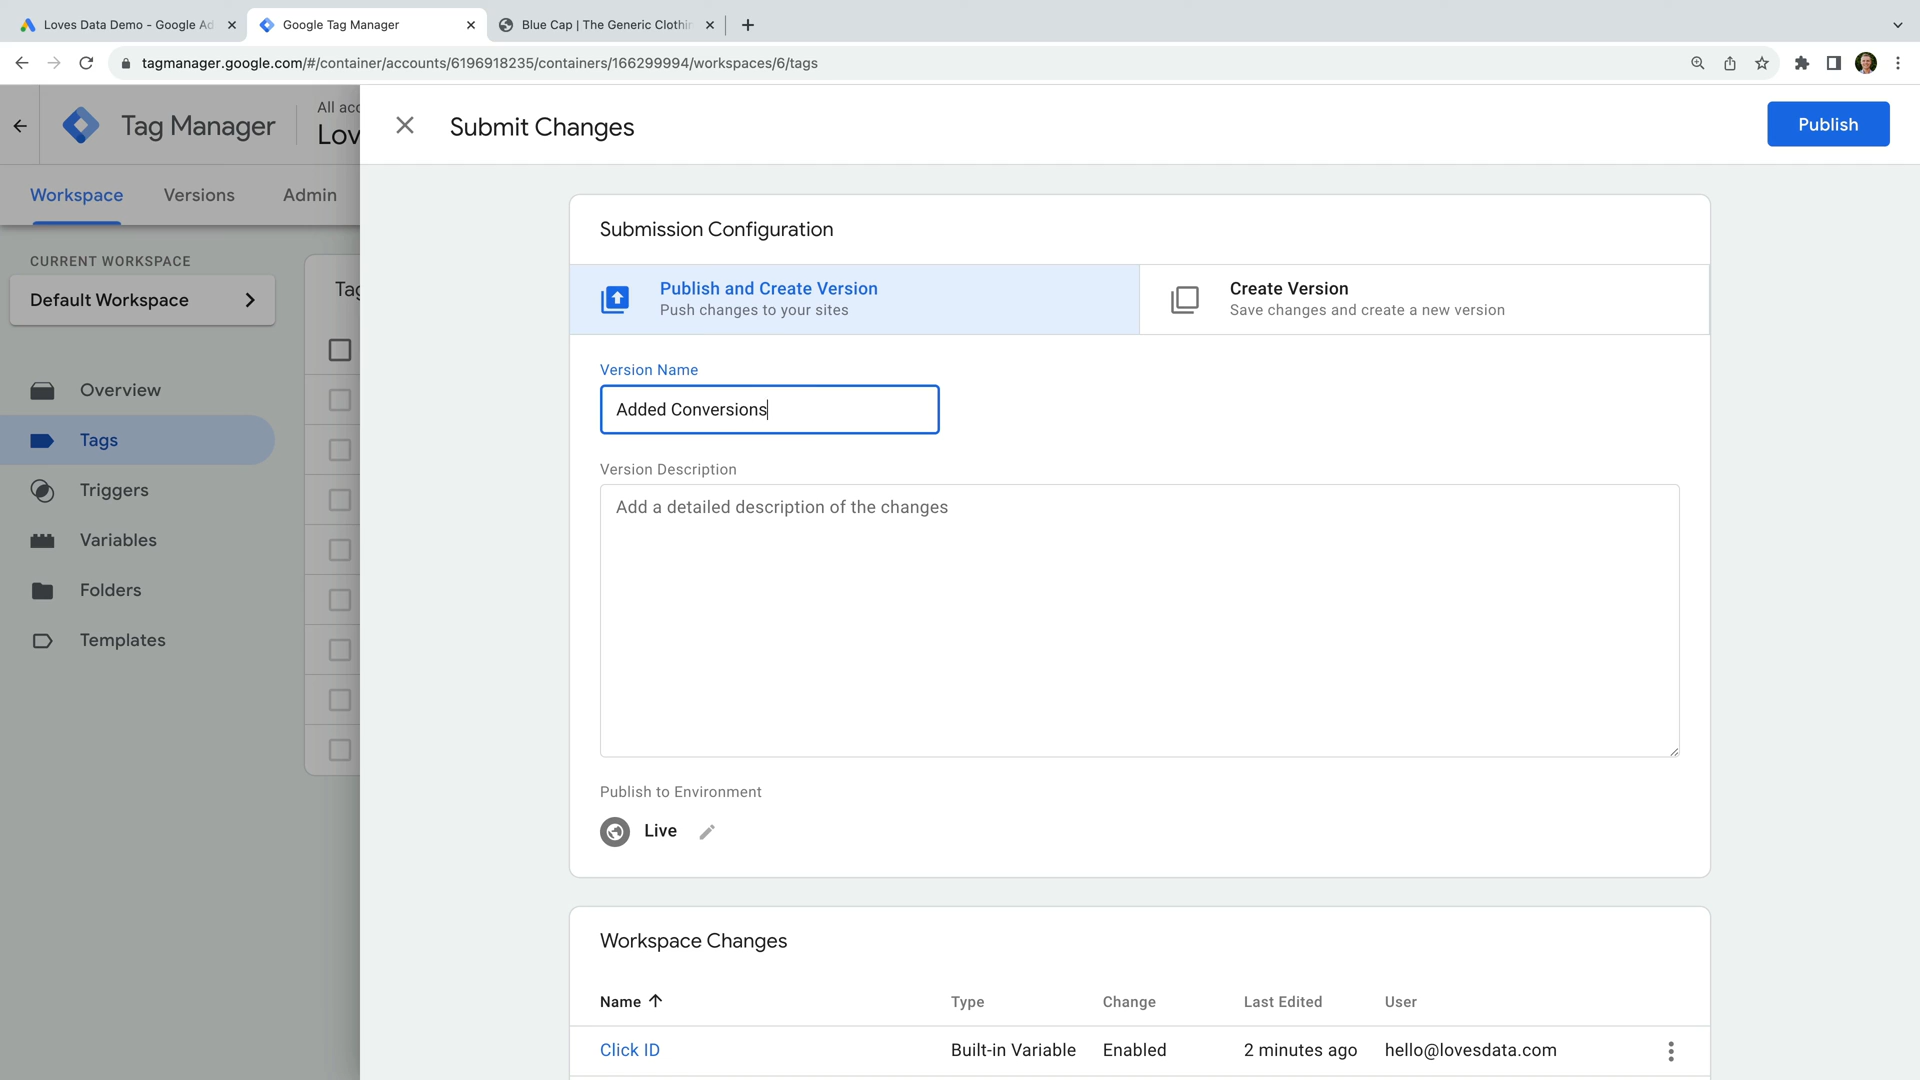 Loves Data Demo - Google Ad
Google Tag Manager
Blue Cap | The Generic Clothin
tagmanager.google.com/#/container/accounts/6196918235/containers/166299994/workspaces/6/tags
Tag Manager
All acc
Lov
Submit Changes
Publish
Workspace
Versions
Admin
CURRENT WORKSPACE
Default Workspace
Tag
Overview
Tags
Triggers
Variables
Folders
Templates
Submission Configuration
Publish and Create Version
Push changes to your sites
Create Version
Save changes and create a new version
Version Name
Added Conversions
Version Description
Add a detailed description of the changes
Publish to Environment
Live
Workspace Changes
Name Type Change Last Edited User
Click ID Built-in Variable Enabled 2 minutes ago hello@lovesdata.com